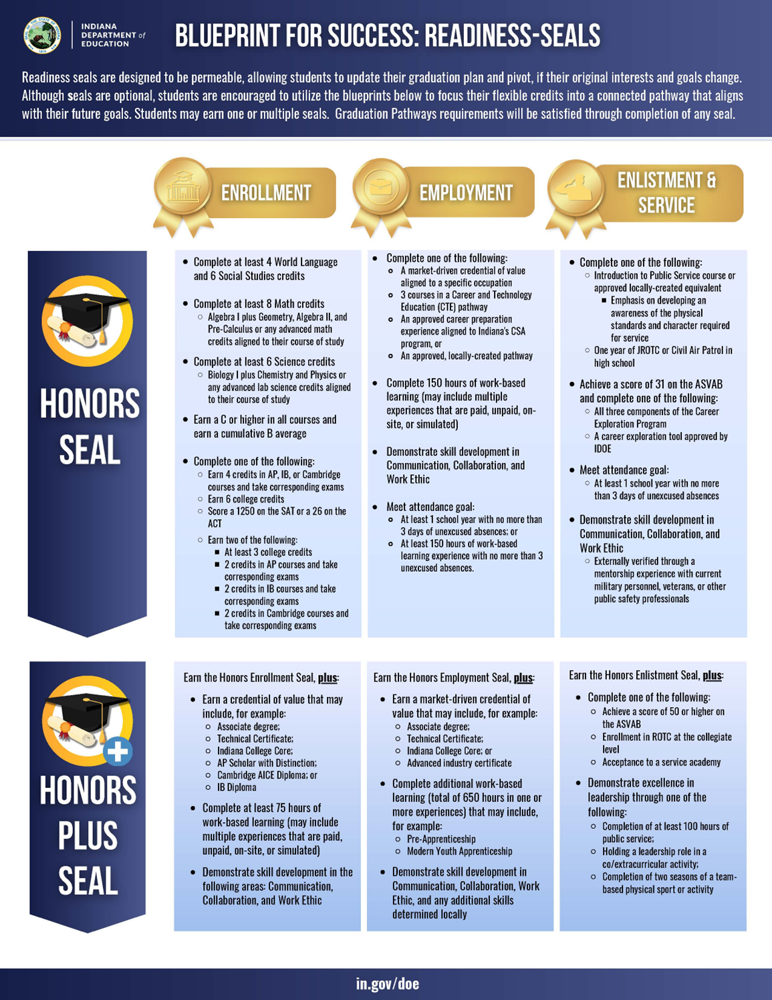 INDIANA
DEPARTMENT of
EDUCATION
BLUEPRINT FOR SUCCESS: READINESS-SEALS
Readiness seals are designed to be permeable, allowing students to update their graduation plan and pivot, if their original interests and goals change.
Although seals are optional, students are encouraged to utilize the blueprints below to focus their flexible credits into a connected pathway that aligns
with their future goals. Students may earn one or multiple seals. Graduation Pathways requirements will be satisfied through completion of any seal.
ENROLLMENT
EMPLOYMENT
ENLISTMENT &
SERVICE
HONORS
SEAL
• Complete at least 4 World Language
and 6 Social Studies credits
• Complete at least 8 Math credits
○ Algebra I plus Geometry, Algebra II, and
Pre-Calculus or any advanced math
credits aligned to their course of study
• Complete at least 6 Science credits
○ Biology I plus Chemistry and Physics or
any advanced lab science credits aligned
to their course of study
• Earn a C or higher in all courses and
earn a cumulative B average
• Complete one of the following:
○ Earn 4 credits in AP, IB, or Cambridge
courses and take corresponding exams
○ Earn 6 college credits
○ Score a 1250 on the SAT or a 26 on the
ACT
○ Earn two of the following:
■ At least 3 college credits
■ 2 credits in AP courses and take
corresponding exams
■ 2 credits in IB courses and take
corresponding exams
■ 2 credits in Cambridge courses and
take corresponding exams
• Complete one of the following:
○ A market-driven credential of value
aligned to a specific occupation
○ 3 courses in a Career and Technology
Education (CTE) pathway
○ An approved career preparation
experience aligned to Indiana's CSA
program, or
○ An approved, locally-created pathway
• Complete 150 hours of work-based
learning (may include multiple
experiences that are paid, unpaid, on-
site, or simulated)
• Demonstrate skill development in
Communication, Collaboration, and
Work Ethic
• Meet attendance goal:
○ At least 1 school year with no more than
3 days of unexcused absences; or
○ At least 150 hours of work-based
learning experience with no more than 3
unexcused absences.
• Complete one of the following:
○ Introduction to Public Service course or
approved locally-created equivalent
■ Emphasis on developing an
awareness of the physical
standards and character required
for service
○ One year of JROTC or Civil Air Patrol in
high school
• Achieve a score of 31 on the ASVAB
and complete one of the following:
○ All three components of the Career
Exploration Program
○ A career exploration tool approved by
IDOE
• Meet attendance goal:
○ At least 1 school year with no more
than 3 days of unexcused absences
• Demonstrate skill development in
Communication, Collaboration, and
Work Ethic
○ Externally verified through a
mentorship experience with current
military personnel, veterans, or other
public safety professionals
HONORS
PLUS
SEAL
Earn the Honors Enrollment Seal, plus:
• Earn a credential of value that may
include, for example:
○ Associate degree;
○ Technical Certificate;
○ Indiana College Core;
○ AP Scholar with Distinction;
○ Cambridge AICE Diploma; or
○ IB Diploma
• Complete at least 75 hours of
work-based learning (may include
multiple experiences that are paid,
unpaid, on-site, or simulated)
• Demonstrate skill development in the
following areas: Communication,
Collaboration, and Work Ethic
Earn the Honors Employment Seal, plus:
• Earn a market-driven credential of
value that may include, for example:
○ Associate degree;
○ Technical Certificate;
○ Indiana College Core; or
○ Advanced industry certificate
• Complete additional work-based
learning (total of 650 hours in one or
more experiences) that may include,
for example:
○ Pre-Apprenticeship
○ Modern Youth Apprenticeship
• Demonstrate skill development in
Communication, Collaboration, Work
Ethic, and any additional skills
determined locally
Earn the Honors Enlistment Seal, plus:
• Complete one of the following:
○ Achieve a score of 50 or higher on
the ASVAB
○ Enrollment in ROTC at the collegiate
level
○ Acceptance to a service academy
• Demonstrate excellence in
leadership through one of the
following:
○ Completion of at least 100 hours of
public service;
○ Holding a leadership role in a
co/extracurricular activity;
○ Completion of two seasons of a team-
based physical sport or activity
in.gov/doe